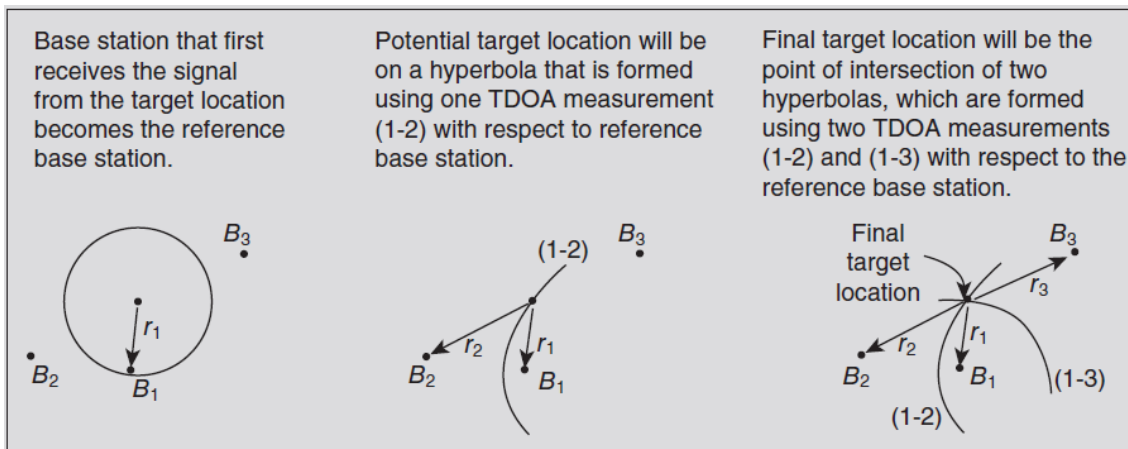 Base station that first
receives the signal
from the target location
becomes the reference
base station.
Potential target location will be
on a hyperbola that is formed
using one TDOA measurement
(1-2) with respect to reference
base station.
Final target location will be the
point of intersection of two
hyperbolas, which are formed
using two TDOA measurements
(1-2) and (1-3) with respect to the
reference base station.
B3
r1
B2
B1
(1-2)
B3
r2
r1
B2
B1
Final
target
location
B3
r3
r2
r1
B2
B1
(1-3)
(1-2)